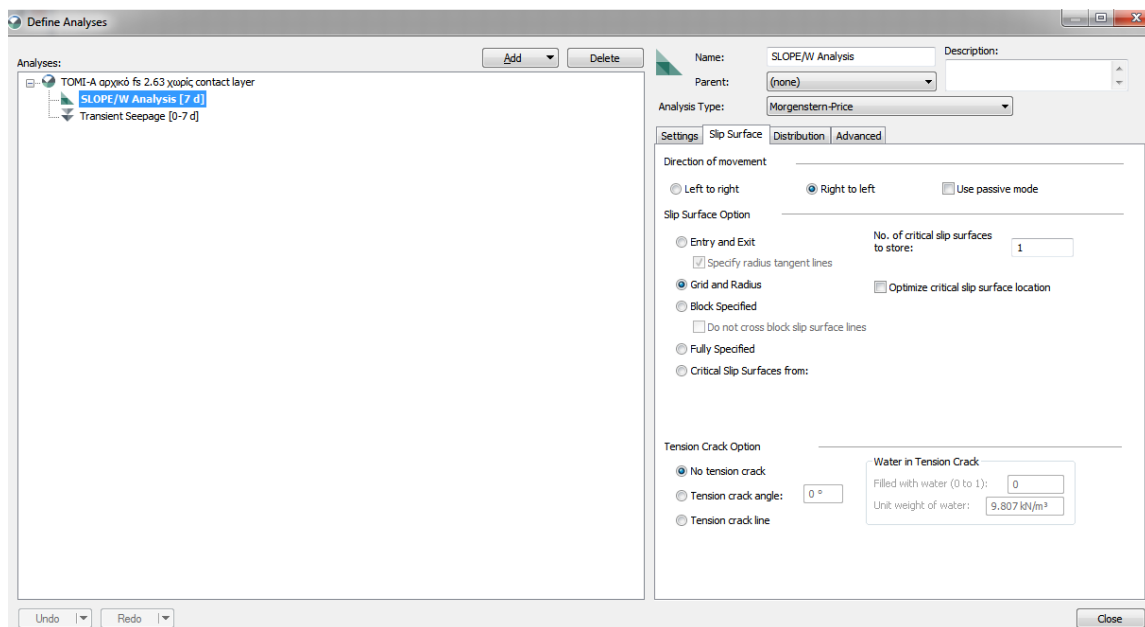 Define Analyses
Analyses:
Add
Delete
TOMI-A αρχικό fs 2.63 χωρίς contact layer
SLOPE/W Analysis [7 d]
Transient Seepage [0-7 d]
Name:
SLOPE/W Analysis
Description:
Parent:
(none)
Analysis Type:
Morgenstern-Price
Settings
Slip Surface
Distribution
Advanced
Direction of movement
Left to right
Right to left
Use passive mode
Slip Surface Option
Entry and Exit
Specify radius tangent lines
No. of critical slip surfaces
to store:
1
Grid and Radius
Optimize critical slip surface location
Block Specified
Do not cross block slip surface lines
Fully Specified
Critical Slip Surfaces from:
Tension Crack Option
No tension crack
Tension crack angle:
0 °
Tension crack line
Water in Tension Crack
Filled with water (0 to 1):
0
Unit weight of water:
9.807 kN/m³
Undo
Redo
Close